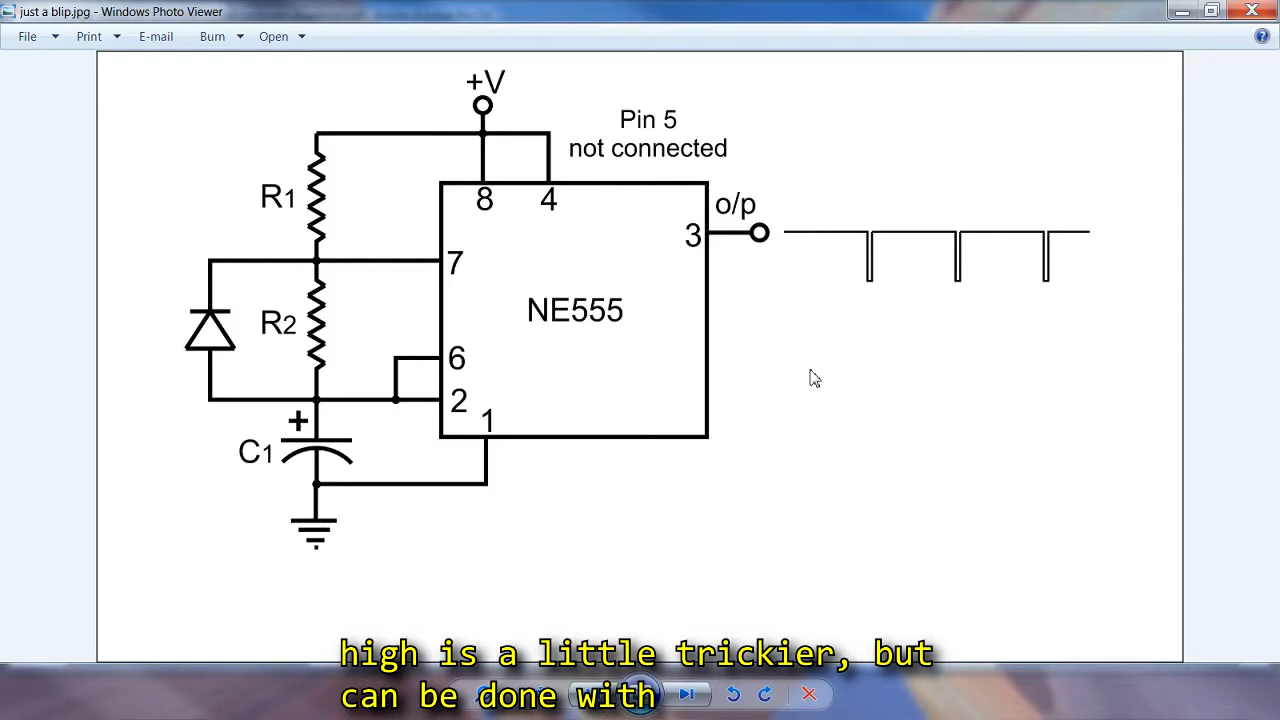 just a blip.jpg - Windows Photo Viewer
File Print E-mail Burn Open
+V
Pin 5
not connected
R1
8 4
o/p
3
7
NE555
R2
6
2
+
1
C1
high is a little trickier, but
can be done with